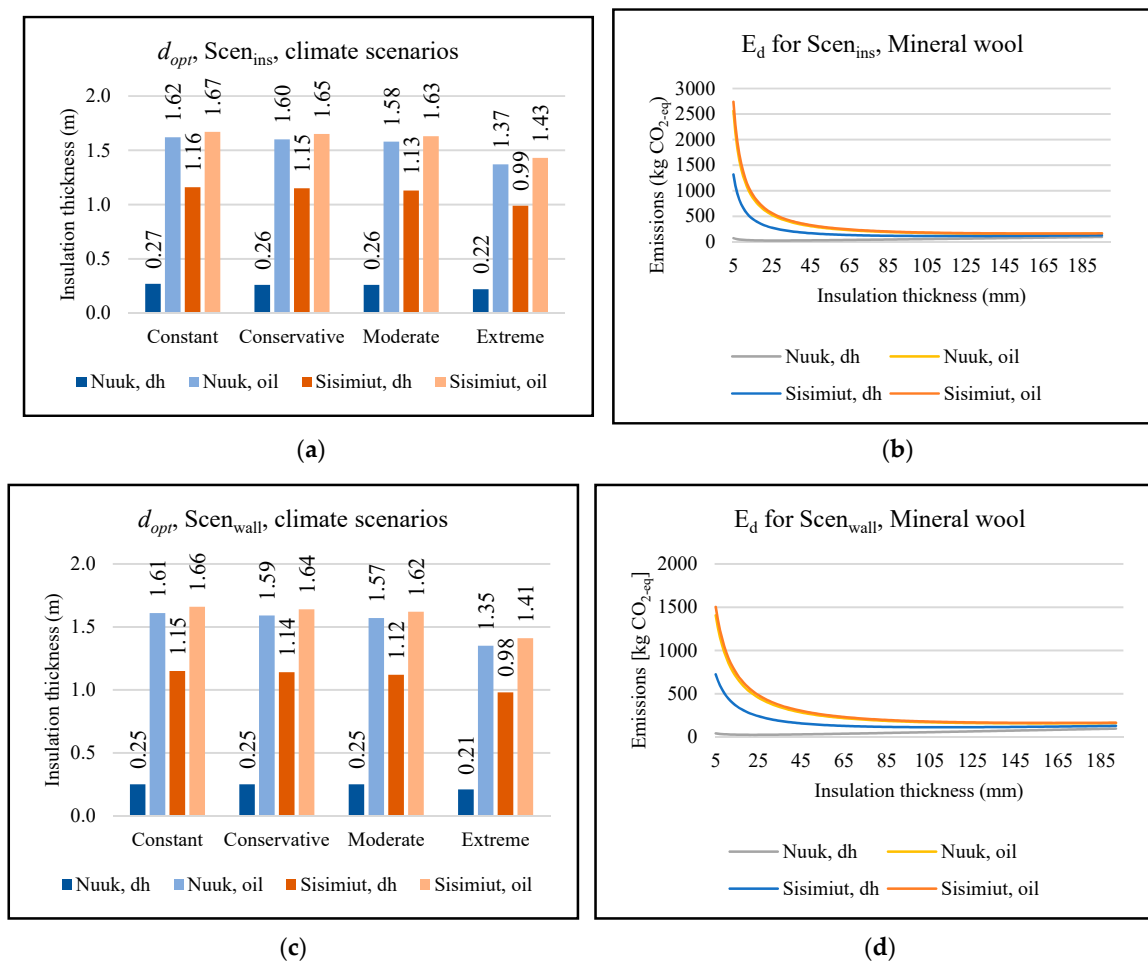 d_opt, Scen_ins, climate scenarios
Insulation thickness (m)
2.0
1.5
1.0
0.5
0.0
0.27
1.62
1.16
1.67
0.26
1.60
1.15
1.65
0.26
1.58
1.13
1.63
0.22
1.37
0.99
1.43
Constant Conservative Moderate Extreme
Nuuk, dh Nuuk, oil Sisimiut, dh Sisimiut, oil
(a)
E_d for Scen_ins, Mineral wool
Emissions (kg CO_2-eq)
3000
2500
2000
1500
1000
500
0
5 25 45 65 85 105 125 145 165 185
Insulation thickness (mm)
Nuuk, dh Nuuk, oil
Sisimiut, dh Sisimiut, oil
(b)
d_opt, Scen_wall, climate scenarios
Insulation thickness (m)
2.0
1.5
1.0
0.5
0.0
0.25
1.61
1.15
1.66
0.25
1.59
1.14
1.64
0.25
1.57
1.12
1.62
0.21
1.35
0.98
1.41
Constant Conservative Moderate Extreme
Nuuk, dh Nuuk, oil Sisimiut, dh Sisimiut, oil
(c)
E_d for Scen_wall, Mineral wool
Emissions [kg CO_2-eq]
2000
1500
1000
500
0
5 25 45 65 85 105 125 145 165 185
Insulation thickness (mm)
Nuuk, dh Nuuk, oil
Sisimiut, dh Sisimiut, oil
(d)